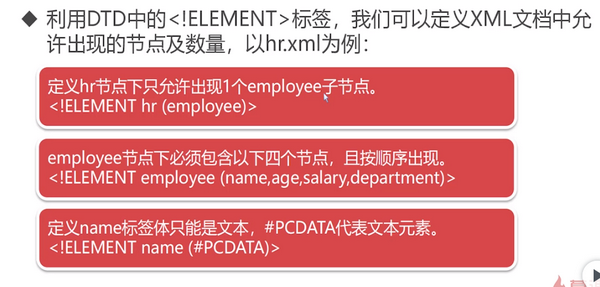 ◆ 利用DTD中的<!ELEMENT>标签，我们可以定义XML文档中允
许出现的节点及数量，以hr.xml为例：
定义hr节点下只允许出现1个employee子节点。
<!ELEMENT hr (employee)>
employee节点下必须包含以下四个节点，且按顺序出现。
<!ELEMENT employee (name,age,salary,department)>
定义name标签体只能是文本，#PCDATA代表文本元素。
<!ELEMENT name (#PCDATA)>